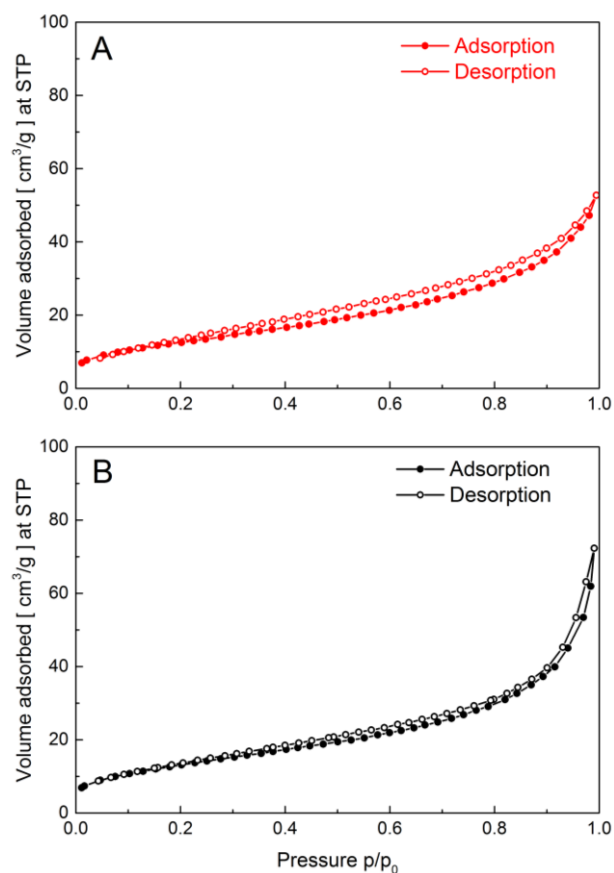 A
Adsorption
Desorption
Volume adsorbed [ cm³/g ] at STP
100
80
60
40
20
0
0.0 0.2 0.4 0.6 0.8 1.0
B
Adsorption
Desorption
Volume adsorbed [ cm³/g ] at STP
100
80
60
40
20
0
0.0 0.2 0.4 0.6 0.8 1.0
Pressure p/p₀